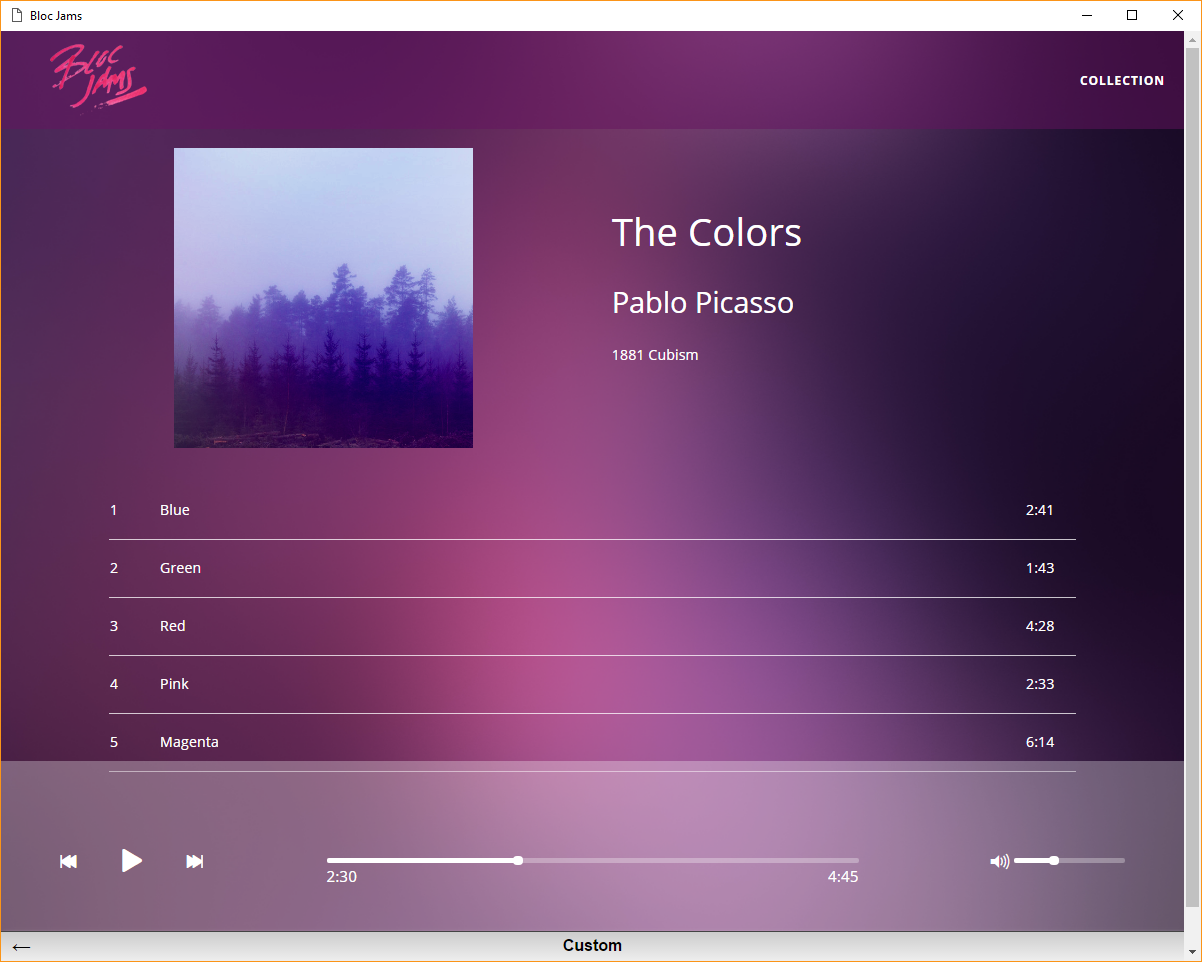 Bloc Jams
Bloc
Jams
COLLECTION
The Colors
Pablo Picasso
1881 Cubism
1 Blue 2:41
2 Green 1:43
3 Red 4:28
4 Pink 2:33
5 Magenta 6:14
2:30 4:45
Custom